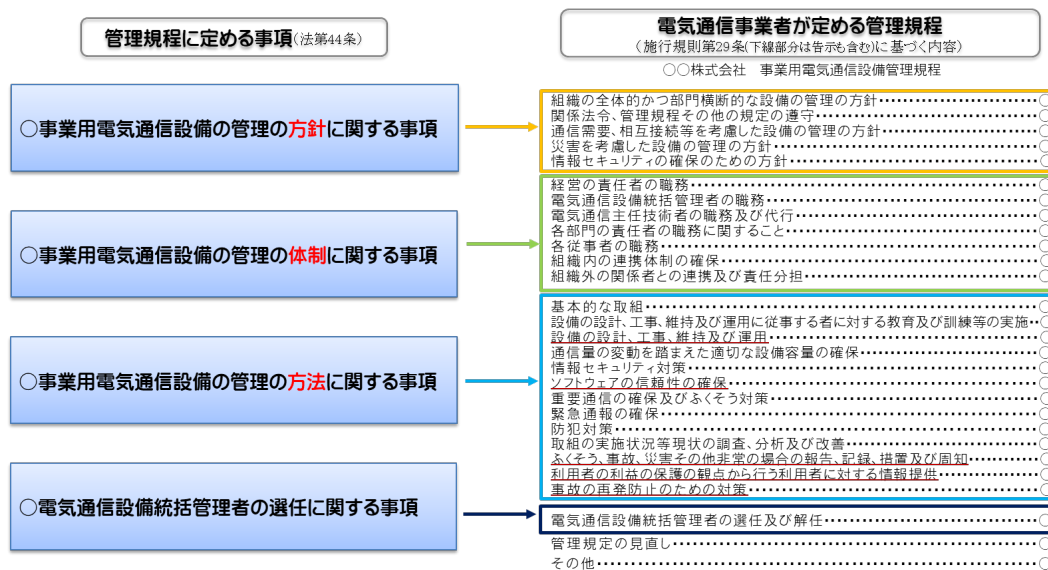 管理規程に定める事項(法第44条)
○事業用電気通信設備の管理の方針に関する事項
○事業用電気通信設備の管理の体制に関する事項
○事業用電気通信設備の管理の方法に関する事項
○電気通信設備統括管理者の選任に関する事項
電気通信事業者が定める管理規程
(施行規則第29条(下線部分は告示も含む)に基づく内容)
○○株式会社 事業用電気通信設備管理規程
組織の全体的かつ部門横断的な設備の管理の方針・・・・・・・・・・・・・・・・・・・・○
関係法令、管理規程その他の規定の遵守・・・・・・・・・・・・・・・・・・・・・・・・・・○
通信需要、相互接続等を考慮した設備の管理の方針・・・・・・・・・・・・・・・・・・・・○
災害を考慮した設備の管理の方針・・・・・・・・・・・・・・・・・・・・・・・・・・・・・・○
情報セキュリティの確保のための方針・・・・・・・・・・・・・・・・・・・・・・・・・・・・○
経営の責任者の職務・・・・・・・・・・・・・・・・・・・・・・・・・・・・・・・・・・・・・・○
電気通信設備統括管理者の職務・・・・・・・・・・・・・・・・・・・・・・・・・・・・・・・○
電気通信主任技術者の職務及び代行・・・・・・・・・・・・・・・・・・・・・・・・・・・・・○
各部門の責任者の職務に関すること・・・・・・・・・・・・・・・・・・・・・・・・・・・・・○
各従事者の職務・・・・・・・・・・・・・・・・・・・・・・・・・・・・・・・・・・・・・・・・・○
組織内の連携体制の確保・・・・・・・・・・・・・・・・・・・・・・・・・・・・・・・・・・・・○
組織外の関係者との連携及び責任分担・・・・・・・・・・・・・・・・・・・・・・・・・・・・○
基本的な取組・・・・・・・・・・・・・・・・・・・・・・・・・・・・・・・・・・・・・・・・・・○
設備の設計、工事、維持及び運用に従事する者に対する教育及び訓練等の実施・・○
設備の設計、工事、維持及び運用・・・・・・・・・・・・・・・・・・・・・・・・・・・・・・・○
通信量の変動を踏まえた適切な設備容量の確保・・・・・・・・・・・・・・・・・・・・・・・○
情報セキュリティ対策・・・・・・・・・・・・・・・・・・・・・・・・・・・・・・・・・・・・・・○
ソフトウェアの信頼性の確保・・・・・・・・・・・・・・・・・・・・・・・・・・・・・・・・・・○
重要通信の確保及びふくそう対策・・・・・・・・・・・・・・・・・・・・・・・・・・・・・・・○
緊急通報の確保・・・・・・・・・・・・・・・・・・・・・・・・・・・・・・・・・・・・・・・・・○
防犯対策・・・・・・・・・・・・・・・・・・・・・・・・・・・・・・・・・・・・・・・・・・・・・○
取組の実施状況等現状の調査、分析及び改善・・・・・・・・・・・・・・・・・・・・・・・・○
ふくそう、事故、災害その他非常の場合の報告、記録、措置及び周知・・・・・・・・・○
利用者の利益の保護の観点から行う利用者に対する情報提供・・・・・・・・・・・・・・○
事故の再発防止のための対策・・・・・・・・・・・・・・・・・・・・・・・・・・・・・・・・・○
電気通信設備統括管理者の選任及び解任・・・・・・・・・・・・・・・・・・・・・・・・・・○
管理規定の見直し・・・・・・・・・・・・・・・・・・・・・・・・・・・・・・・・・・・・・・・・○
その他・・・・・・・・・・・・・・・・・・・・・・・・・・・・・・・・・・・・・・・・・・・・・・○